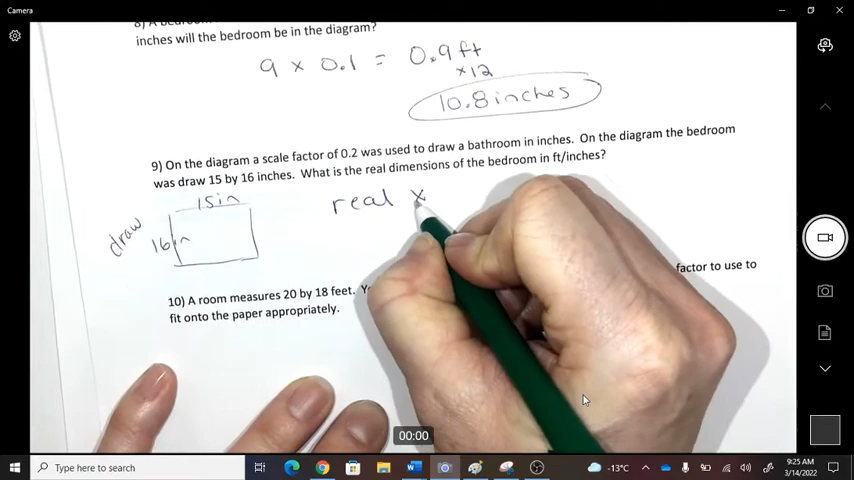 Camera
inches will the bedroom be in the diagram?
9 x 0.1 = 0.9ft
x12
10.8 inches
9) On the diagram a scale factor of 0.2 was used to draw a bathroom in inches. On the diagram the bedroom
was draw 15 by 16 inches. What is the real dimensions of the bedroom in ft/inches?
15in
real x
draw
16in
factor to use to
10) A room measures 20 by 18 feet.
fit onto the paper appropriately.
00:00
Type here to search
-13°C
9:25 AM
3/14/2022